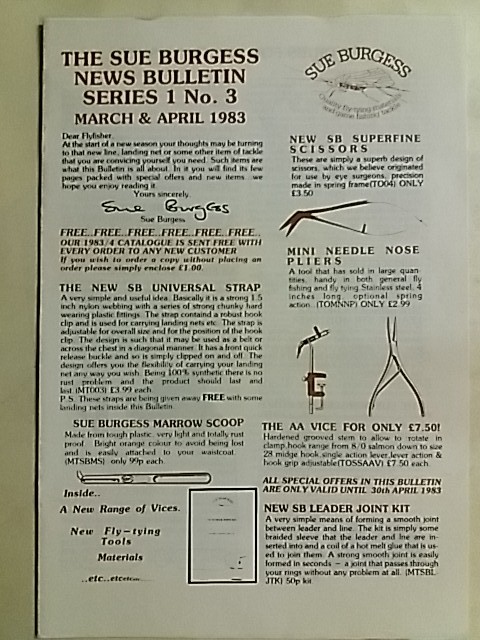 THE SUE BURGESS
NEWS BULLETIN
SERIES 1 No. 3
MARCH & APRIL 1983
Dear Flyfisher,
At the start of a new season your thoughts may be turning
to that new line, landing net or some other item of tackle
that you are convincing yourself you need. Such items are
what this Bulletin is all about. In it you will find its few
pages packed with special offers and new items we
hope you enjoy reading it.
Yours sincerely,
Sue Burgess
Sue Burgess
FREE..FREE..FREE..FREE..FREE..FREE..
OUR 1983/4 CATALOGUE IS SENT FREE WITH
EVERY ORDER TO ANY NEW CUSTOMER
If you wish to order a copy without placing an
order please simply enclose £1.00.
THE NEW SB UNIVERSAL STRAP
A very simple and useful idea. Basically it is a strong 1.5
inch nylon webbing with a series of strong chunky hard
wearing plastic fittings. The strap containd a robust hook
clip and is used for carrying landing nets etc. The strap is
adjustable for overall size and for the position of the hook
clip. The design is such that it may be used as a belt or
across the chest in a diagonal manner. It has a front quick
release buckle and so is simply clipped on and off. The
design offers you the flexibility of carrying your landing
net any way you wish. Being 100% synthetic there is no
rust problem and the product should last and
last (MT003) £3.99 each.
P.S. These straps are being given away FREE with some
landing nets inside this Bulletin.
SUE BURGESS MARROW SCOOP
Made from tough plastic, very light and totally rust
proof. Bright orange colour to avoid being lost
and is easily attached to your waistcoat.
(MTSBMS) only 99p each.
Inside..
A New Range of Vices.
New Fly-tying
Tools
Materials
..etc..etcetcetc....
SUE BURGESS
Quality fly-tying materials
and game fishing tackle
NEW SB SUPERFINE
SCISSORS
These are simply a superb design of
scissors, which we believe originated
for use by eye surgeons, precision
made in spring frame(TO04) ONLY
£3.50
MINI NEEDLE NOSE
PLIERS
A tool that has sold in large quan-
tities, handy in both general fly
fishing and fly tying. Stainless steel, 4
inches long, optional spring
action. (TOMNNP) ONLY £2.99
THE AA VICE FOR ONLY £7.50!
Hardened grooved stem to allow to rotate in
clamp,hook range from 8/0 salmon down to size
28 midge hook,single action lever,lever action &
hook grip adjustable(TOSSAAV) £7.50 each.
ALL SPECIAL OFFERS IN THIS BULLETIN
ARE ONLY VALID UNTIL 30th APRIL 1983
NEW SB LEADER JOINT KIT
A very simple means of forming a smooth joint
between leader and line. The kit is simply some
braided sleeve that the leader and line are in-
serted into and a coil of a hot melt glue that is us-
ed to join them. A strong smooth joint is easily
formed in seconds – a joint that passes through
your rings without any problem at all. (MTSBL-
JTK) 50p kit.